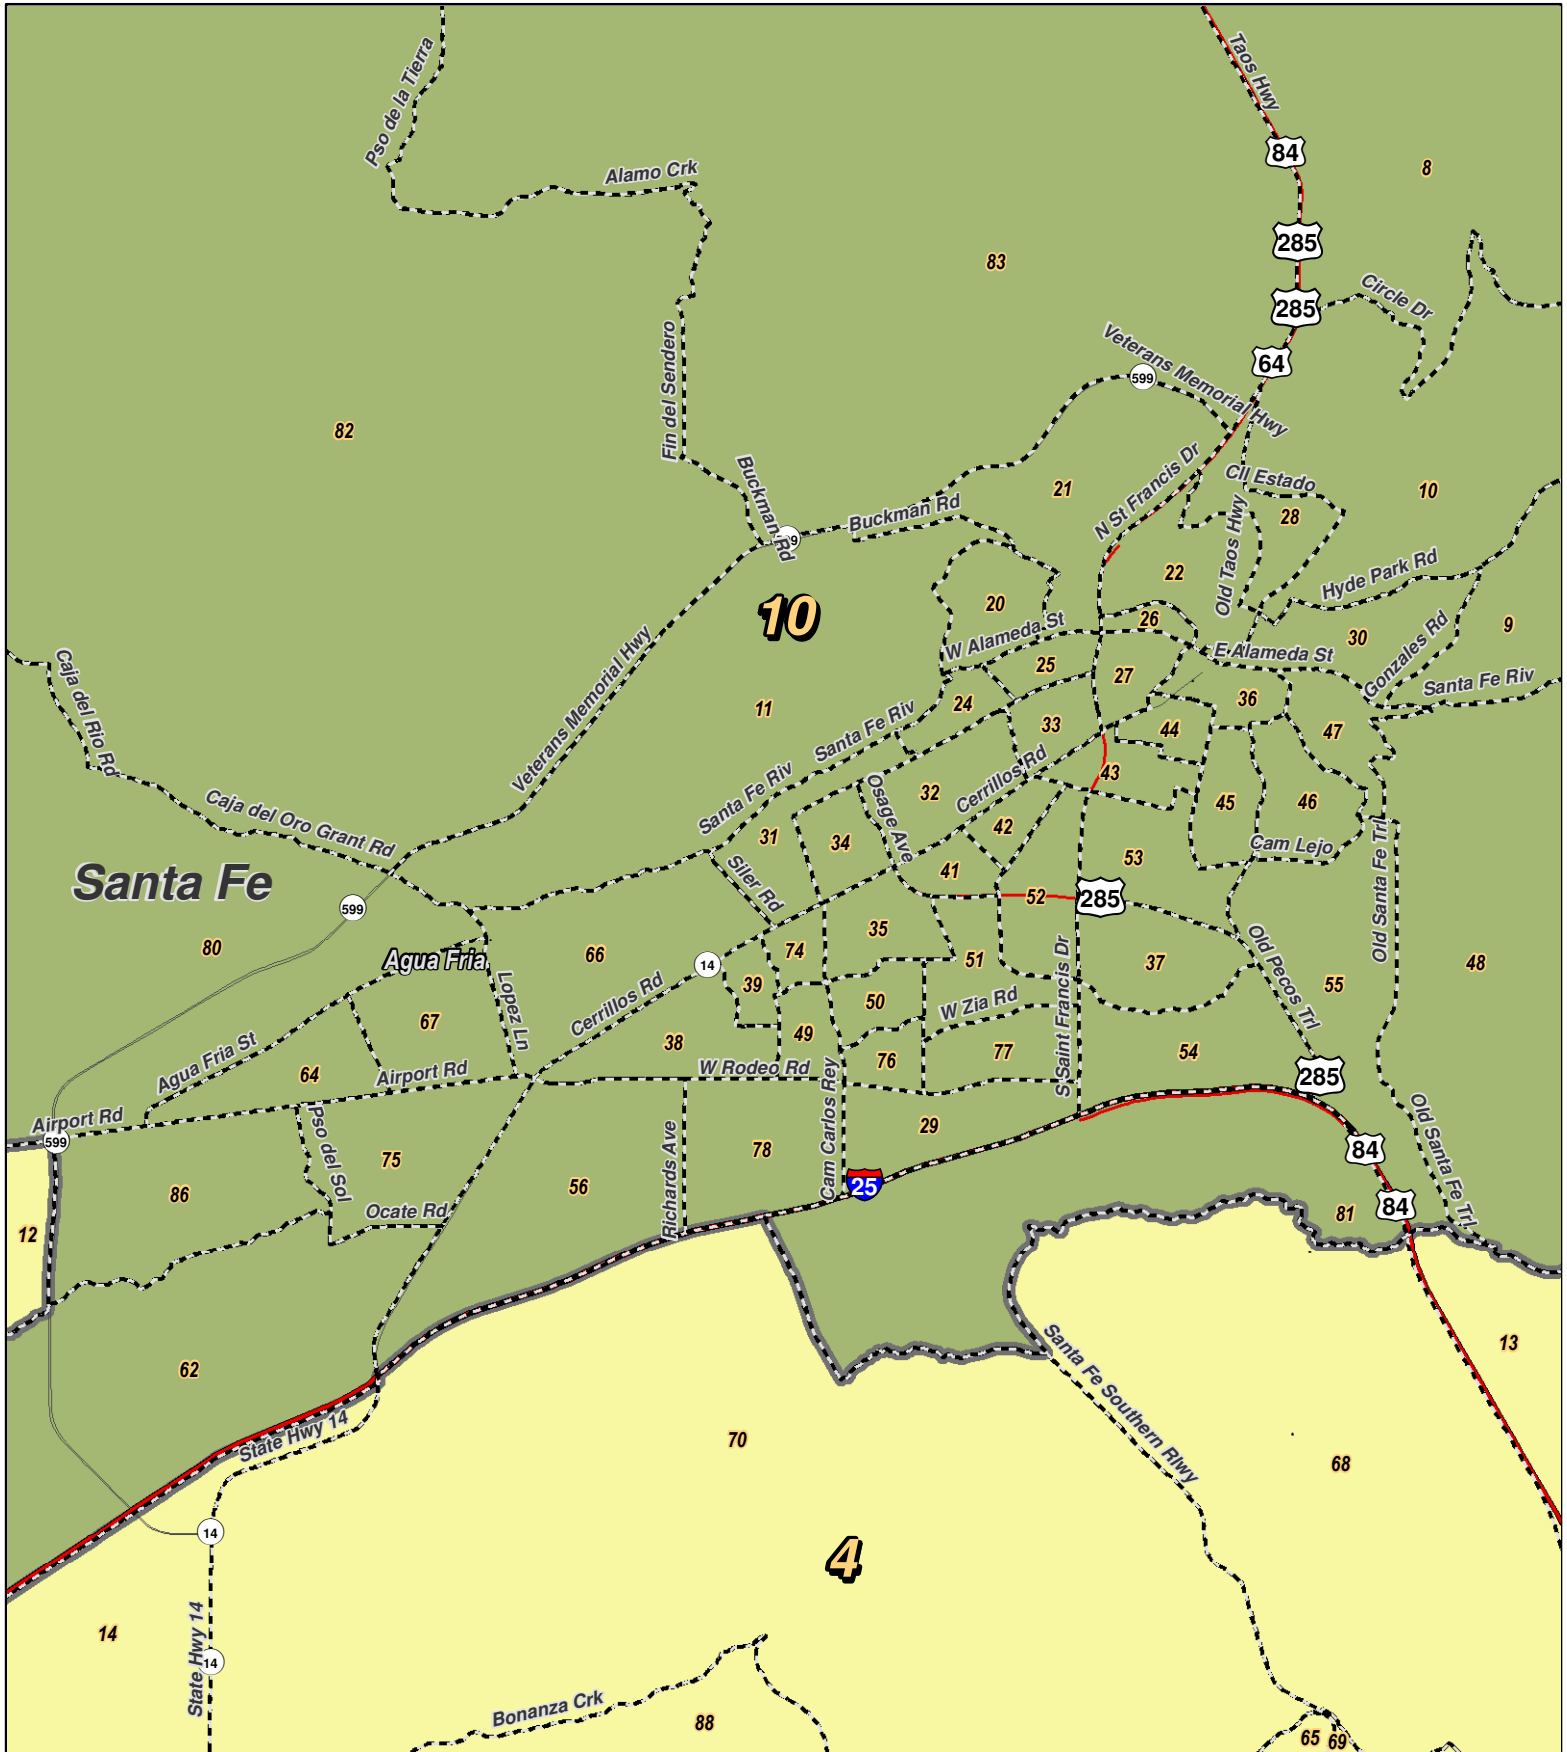 Pso de la Tierra
Taos Hwy
84
8
Alamo Crk
285
83
285
Circle Dr
Fin del Sendero
Veterans Memorial Hwy
64
599
82
Buckman Rd
N St Francis Dr
Cll Estado
21
10
Buckman Rd
28
Old Taos Hwy
Hyde Park Rd
22
10
20
26
W Alameda St
30
9
E Alameda St
Gonzales Rd
25
27
Santa Fe Riv
Caja del Rio Rd
Veterans Memorial Hwy
11
24
36
Santa Fe Riv
33
44
47
43
Cerrillos Rd
32
Osage Ave
45
46
Santa Fe Riv
Caja del Oro Grant Rd
31
34
42
Cam Lejo
53
Old Santa Fe Trl
Santa Fe
Siler Rd
41
52
285
599
80
35
66
74
Agua Fria
14
51
37
Old Pecos Trl
48
39
55
Lopez Ln
Cerrillos Rd
50
W Zia Rd
67
49
S Saint Francis Dr
38
Agua Fria St
64
Airport Rd
W Rodeo Rd
76
77
54
285
Airport Rd
599
Pso del Sol
75
Richards Ave
78
Cam Carlos Rey
29
84
Old Santa Fe Trl
86
56
25
84
Ocate Rd
81
12
62
Santa Fe Southern Rlwy
13
State Hwy 14
70
68
14
4
14
State Hwy 14
14
Bonanza Crk
88
65
69